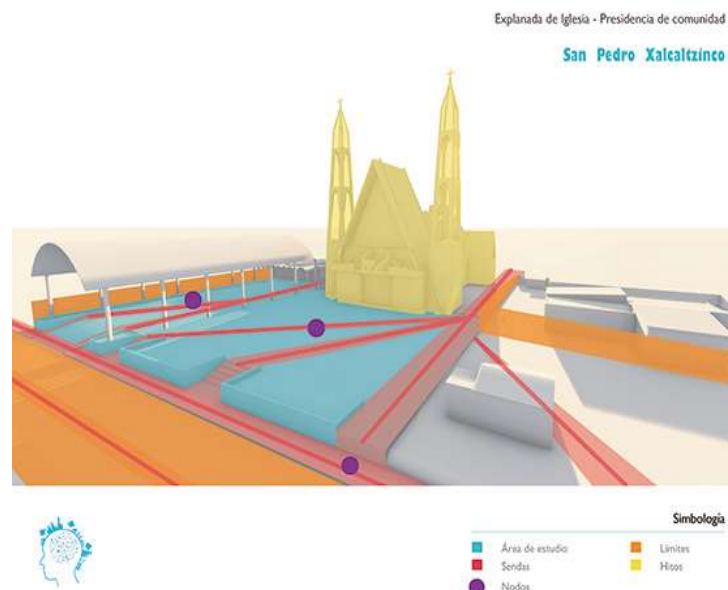 Explanada de Iglesia - Presidencia de comunidad
San Pedro Xalcaltzinco
Simbología
Área de estudio
Límites
Sendas
Hitos
Nodos